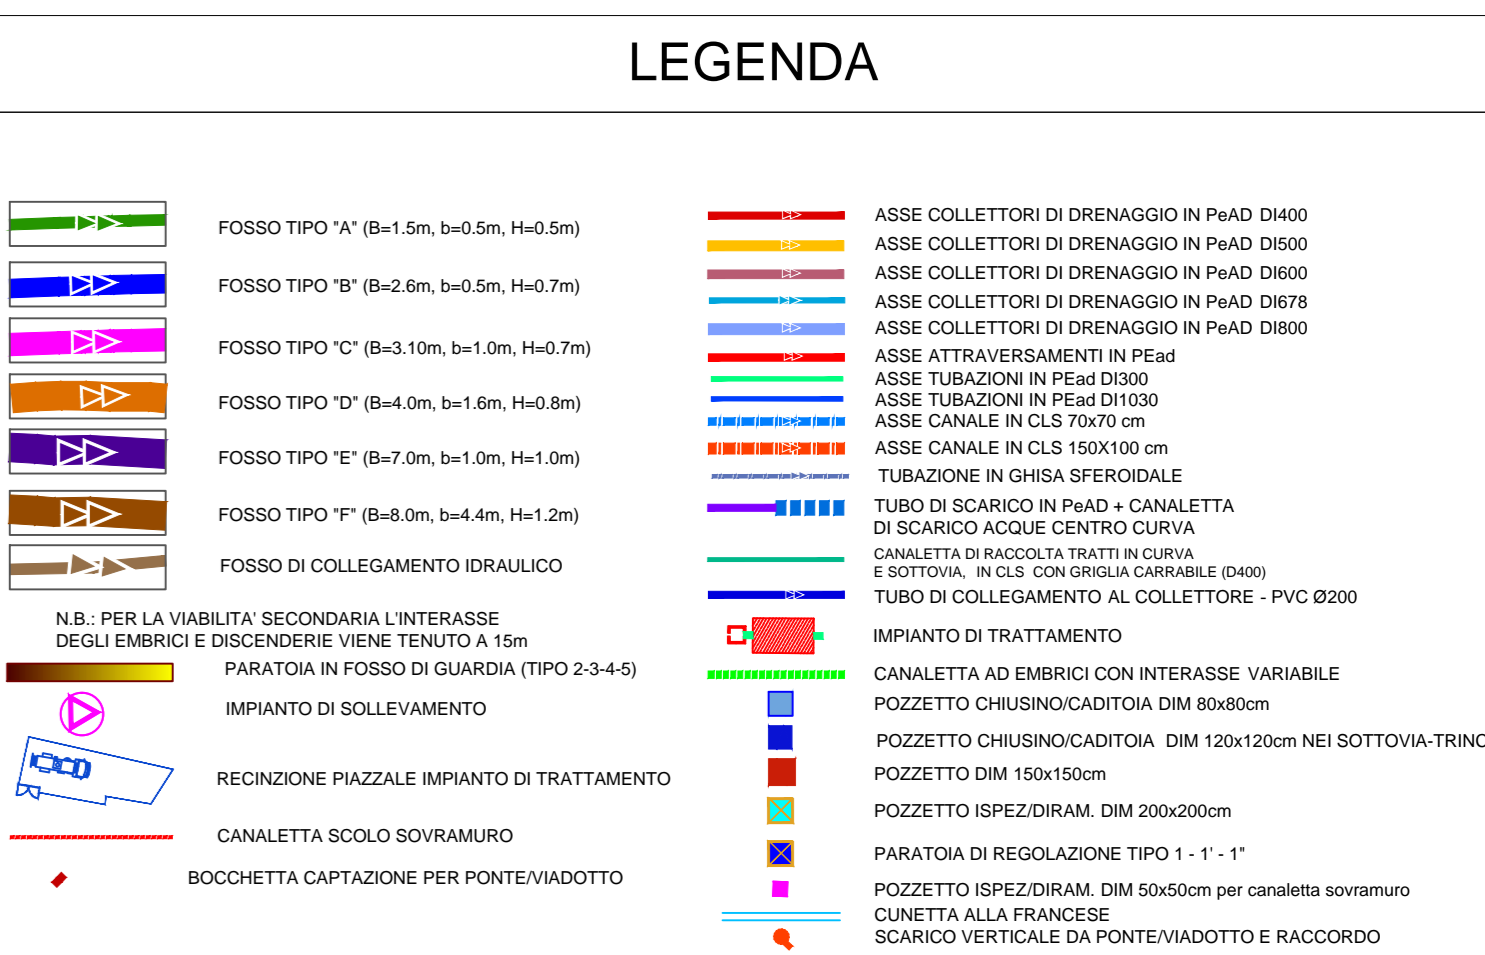 LEGENDA
FOSSO TIPO "A" (B=1.5m, b=0.5m, H=0.5m)
FOSSO TIPO "B" (B=2.6m, b=0.5m, H=0.7m)
FOSSO TIPO "C" (B=3.10m, b=1.0m, H=0.7m)
FOSSO TIPO "D" (B=4.0m, b=1.6m, H=0.8m)
FOSSO TIPO "E" (B=7.0m, b=1.0m, H=1.0m)
FOSSO TIPO "F" (B=8.0m, b=4.4m, H=1.2m)
FOSSO DI COLLEGAMENTO IDRAULICO
N.B.: PER LA VIABILITA' SECONDARIA L'INTERASSE
DEGLI EMBRICI E DISCENDERIE VIENE TENUTO A 15m
PARATOIA IN FOSSO DI GUARDIA (TIPO 2-3-4-5)
IMPIANTO DI SOLLEVAMENTO
RECINZIONE PIAZZALE IMPIANTO DI TRATTAMENTO
CANALETTA SCOLO SOVRAMURO
BOCCHETTA CAPTAZIONE PER PONTE/VIADOTTO
ASSE COLLETTORI DI DRENAGGIO IN PeAD DI400
ASSE COLLETTORI DI DRENAGGIO IN PeAD DI500
ASSE COLLETTORI DI DRENAGGIO IN PeAD DI600
ASSE COLLETTORI DI DRENAGGIO IN PeAD DI678
ASSE COLLETTORI DI DRENAGGIO IN PeAD DI800
ASSE ATTRAVERSAMENTI IN PEad
ASSE TUBAZIONI IN PEad DI300
ASSE TUBAZIONI IN PEad DI1030
ASSE CANALE IN CLS 70x70 cm
ASSE CANALE IN CLS 150X100 cm
TUBAZIONE IN GHISA SFEROIDALE
TUBO DI SCARICO IN PeAD + CANALETTA
DI SCARICO ACQUE CENTRO CURVA
CANALETTA DI RACCOLTA TRATTI IN CURVA
E SOTTOVIA, IN CLS CON GRIGLIA CARRABILE (D400)
TUBO DI COLLEGAMENTO AL COLLETTORE - PVC Ø200
IMPIANTO DI TRATTAMENTO
CANALETTA AD EMBRICI CON INTERASSE VARIABILE
POZZETTO CHIUSINO/CADITOIA DIM 80x80cm
POZZETTO CHIUSINO/CADITOIA DIM 120x120cm NEI SOTTOVIA-TRINC
POZZETTO DIM 150x150cm
POZZETTO ISPEZ/DIRAM. DIM 200x200cm
PARATOIA DI REGOLAZIONE TIPO 1 - 1' - 1"
POZZETTO ISPEZ/DIRAM. DIM 50x50cm per canaletta sovramuro
CUNETTA ALLA FRANCESE
SCARICO VERTICALE DA PONTE/VIADOTTO E RACCORDO